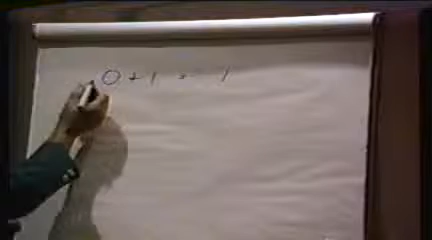 0 + 1 = 1